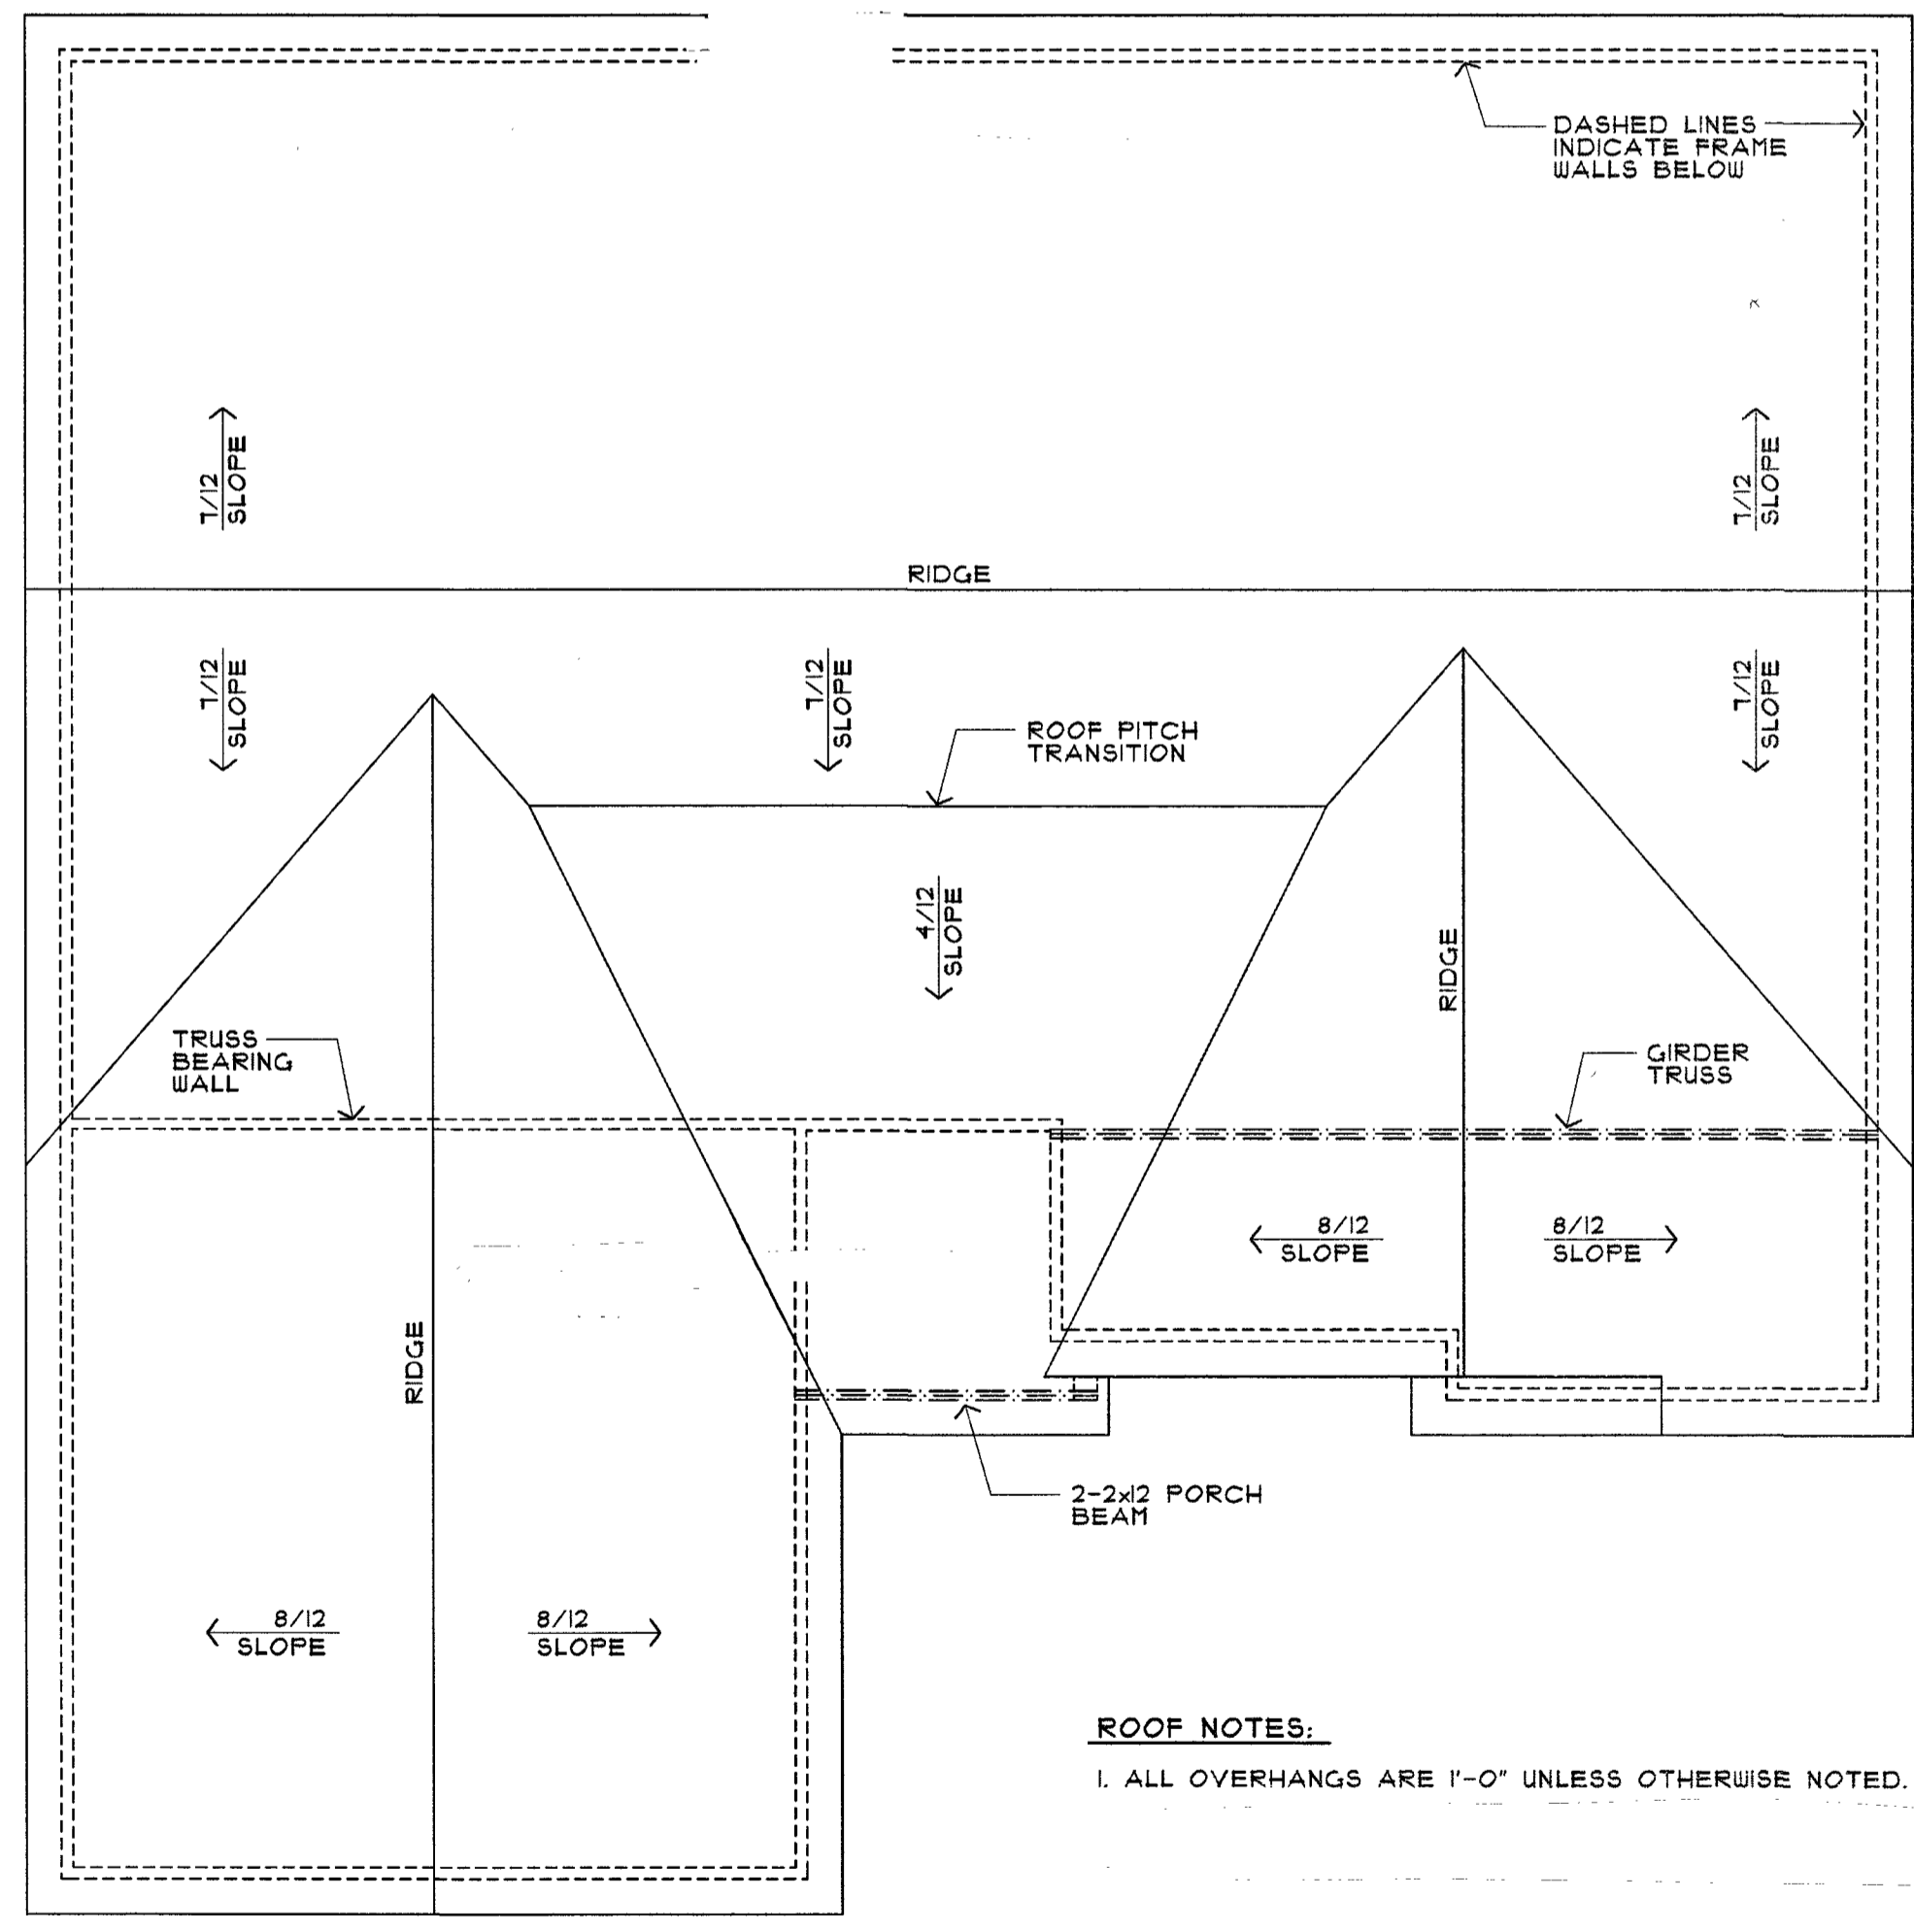 DASHED LINES
INDICATE FRAME
WALLS BELOW
7/12
SLOPE
7/12
SLOPE
RIDGE
7/12
SLOPE
7/12
SLOPE
7/12
SLOPE
ROOF PITCH
TRANSITION
4/12
SLOPE
RIDGE
TRUSS
BEARING
WALL
GIRDER
TRUSS
8/12
SLOPE
8/12
SLOPE
RIDGE
2-2x12 PORCH
BEAM
8/12
SLOPE
8/12
SLOPE
ROOF NOTES:
1. ALL OVERHANGS ARE 1'-0" UNLESS OTHERWISE NOTED.